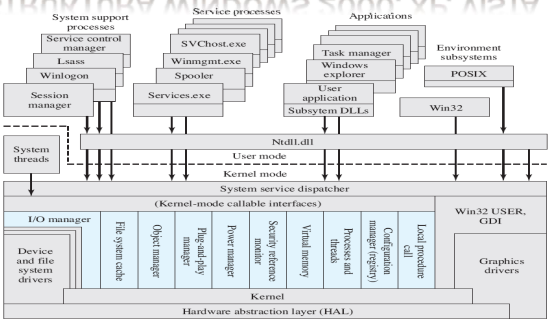 System support
processes
Service control
manager
Lsass
Winlogon
Session
manager
Service processes
SVChost.exe
Winmgmt.exe
Spooler
Services.exe
Applications
Task manager
Windows
explorer
User
application
Subsytem DLLs
Environment
subsystems
POSIX
Win32
System
threads
Ntdll.dll
User mode
Kernel mode
System service dispatcher
(Kernel-mode callable interfaces)
I/O manager
Device
and file
system
drivers
File system cache
Object manager
Plug-and-play
manager
Power manager
Security reference
monitor
Virtual memory
Processes and
threads
Configuration
manager (registry)
Local procedure
call
Win32 USER,
GDI
Graphics
drivers
Kernel
Hardware abstraction layer (HAL)